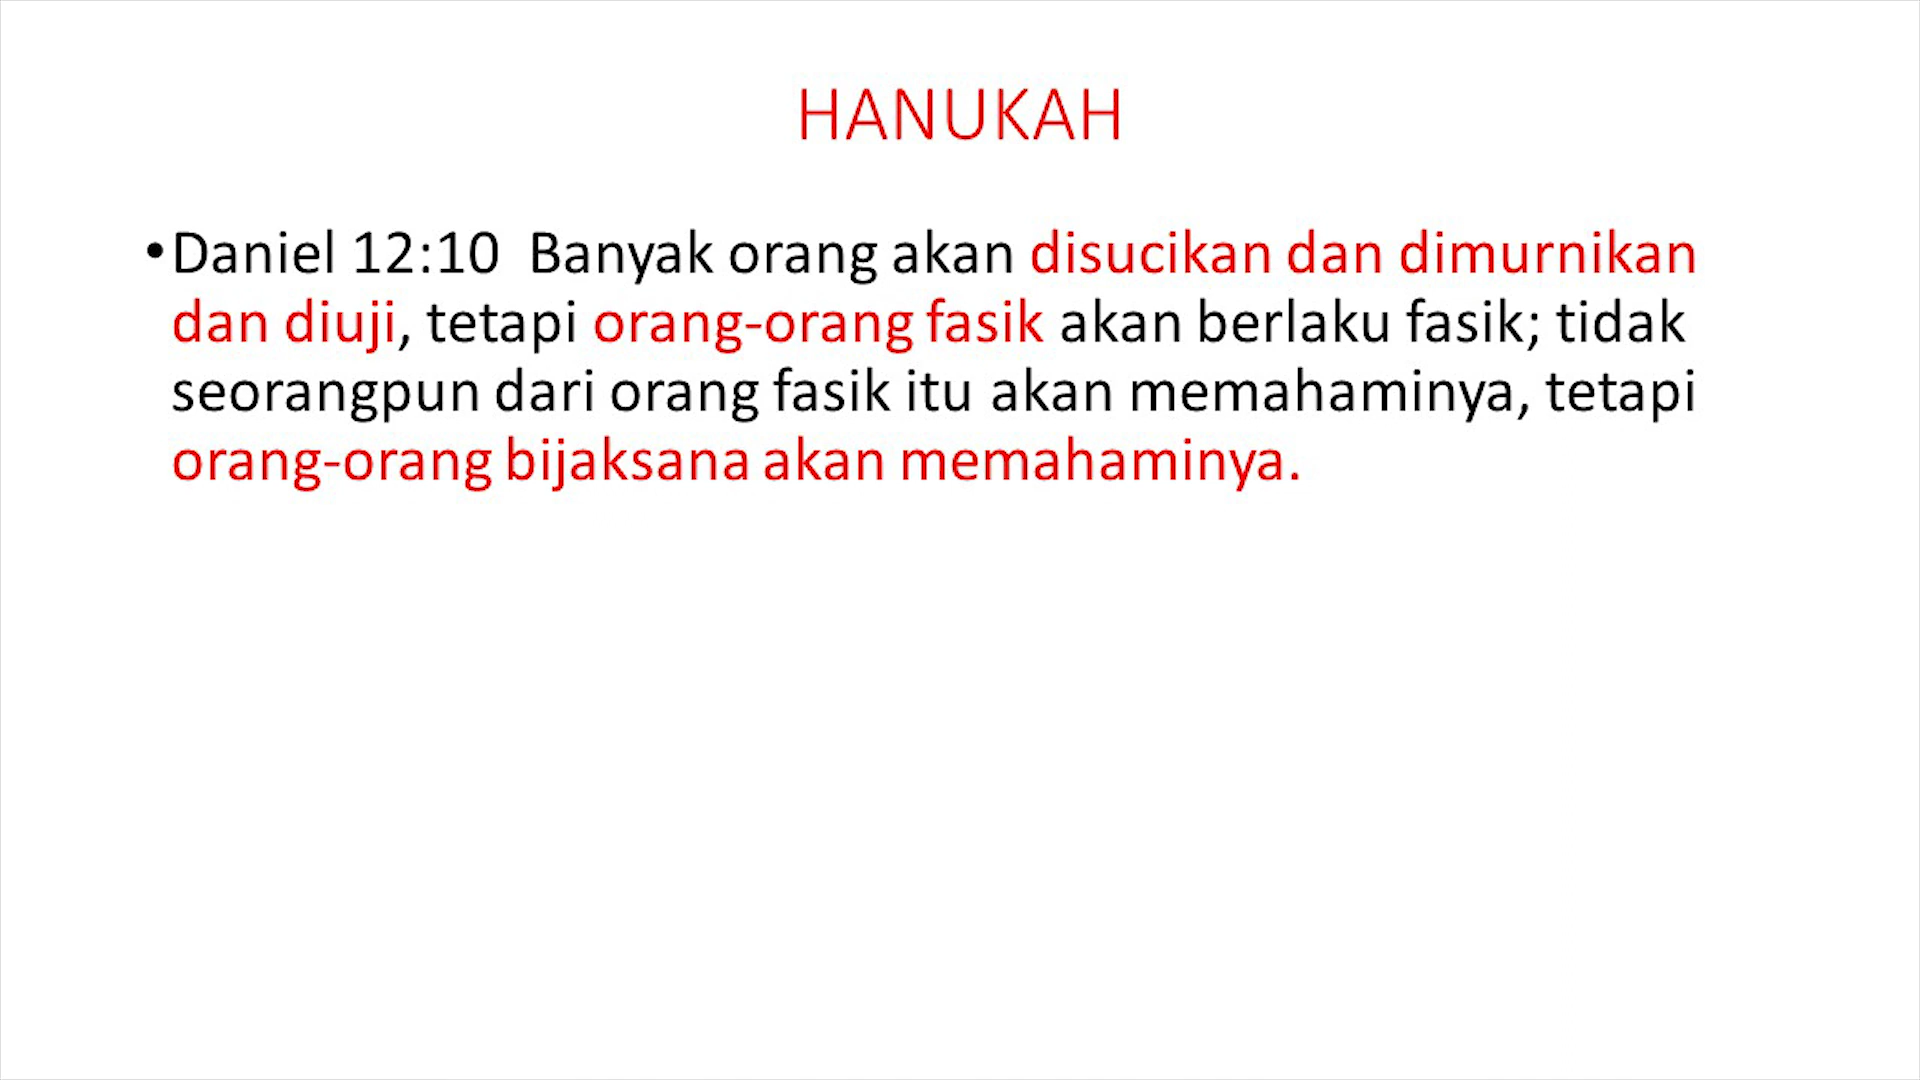 HANUKAH
•Daniel 12:10  Banyak orang akan disucikan dan dimurnikan
dan diuji, tetapi orang-orang fasik akan berlaku fasik; tidak
seorangpun dari orang fasik itu akan memahaminya, tetapi
orang-orang bijaksana akan memahaminya.